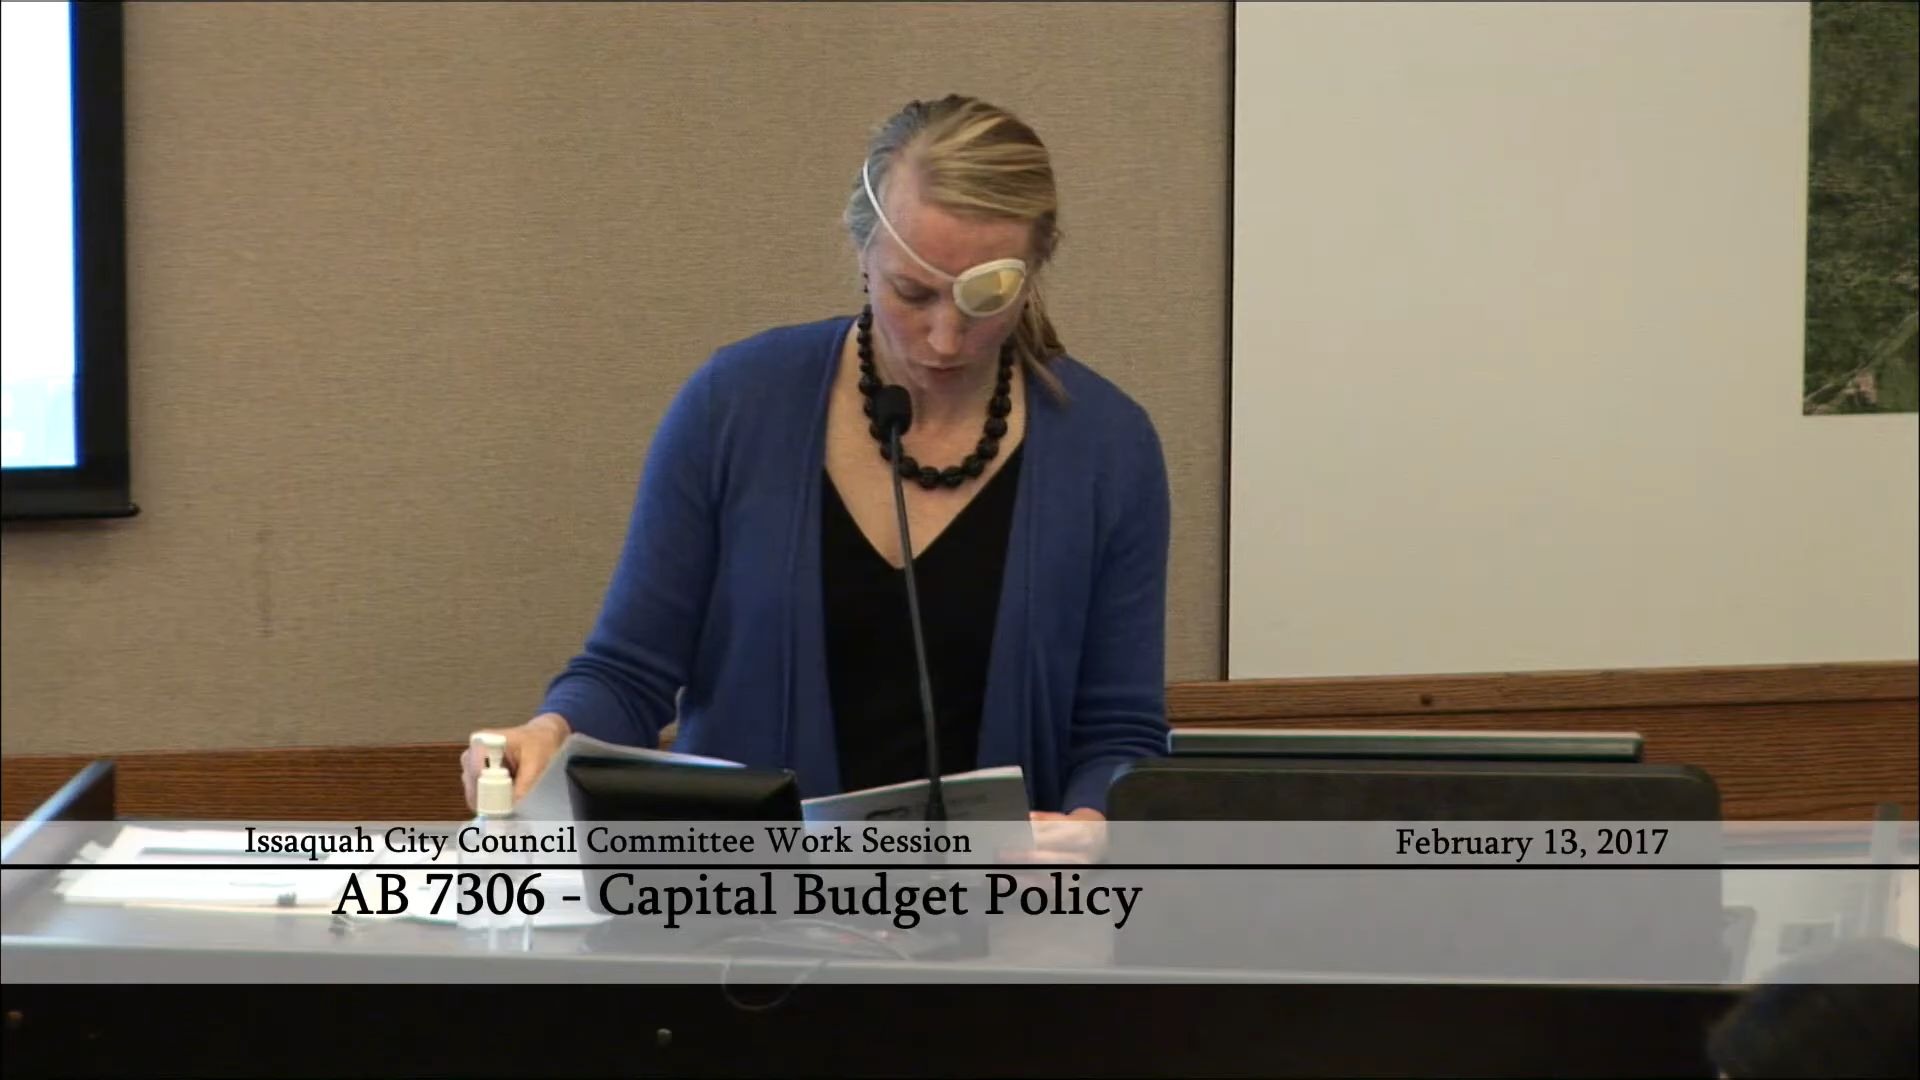 Issaquah City Council Committee Work Session
February 13, 2017
AB 7306 - Capital Budget Policy